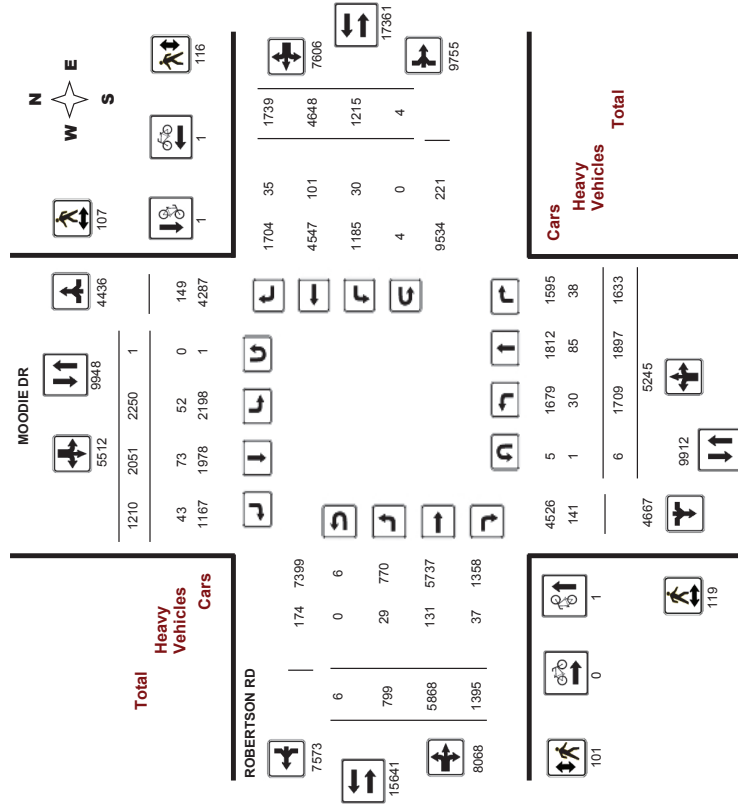 N
W E
S
116
1
107
1
MOODIE DR
5512
9948
4436
1210 2051 2250 1
43 73 52 0 149
1167 1978 2198 1 4287
Total
Heavy
Vehicles
Cars
7606
17361
9755
1704 35 1739
4547 101 4648
1185 30 1215
4 0 4
9534 221
ROBERTSON RD
7573
15641
8068
174 7399
6 0 6
799 29 770
5868 131 5737
1395 37 1358
4526 5 1679 1812 1595 Cars
141 1 30 85 38 Heavy
Vehicles
6 1709 1897 1633 Total
4667
9912
5245
101
0
1
119